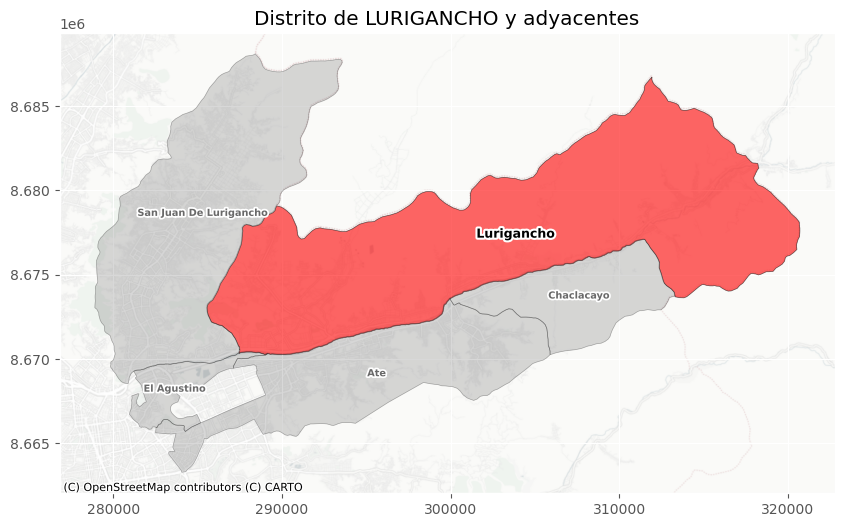 Distrito de LURIGANCHO y adyacentes
1e6
8.685
8.680
8.675
8.670
8.665
San Juan De Lurigancho
Lurigancho
Chaclacayo
Ate
El Agustino
(C) OpenStreetMap contributors (C) CARTO
280000
290000
300000
310000
320000